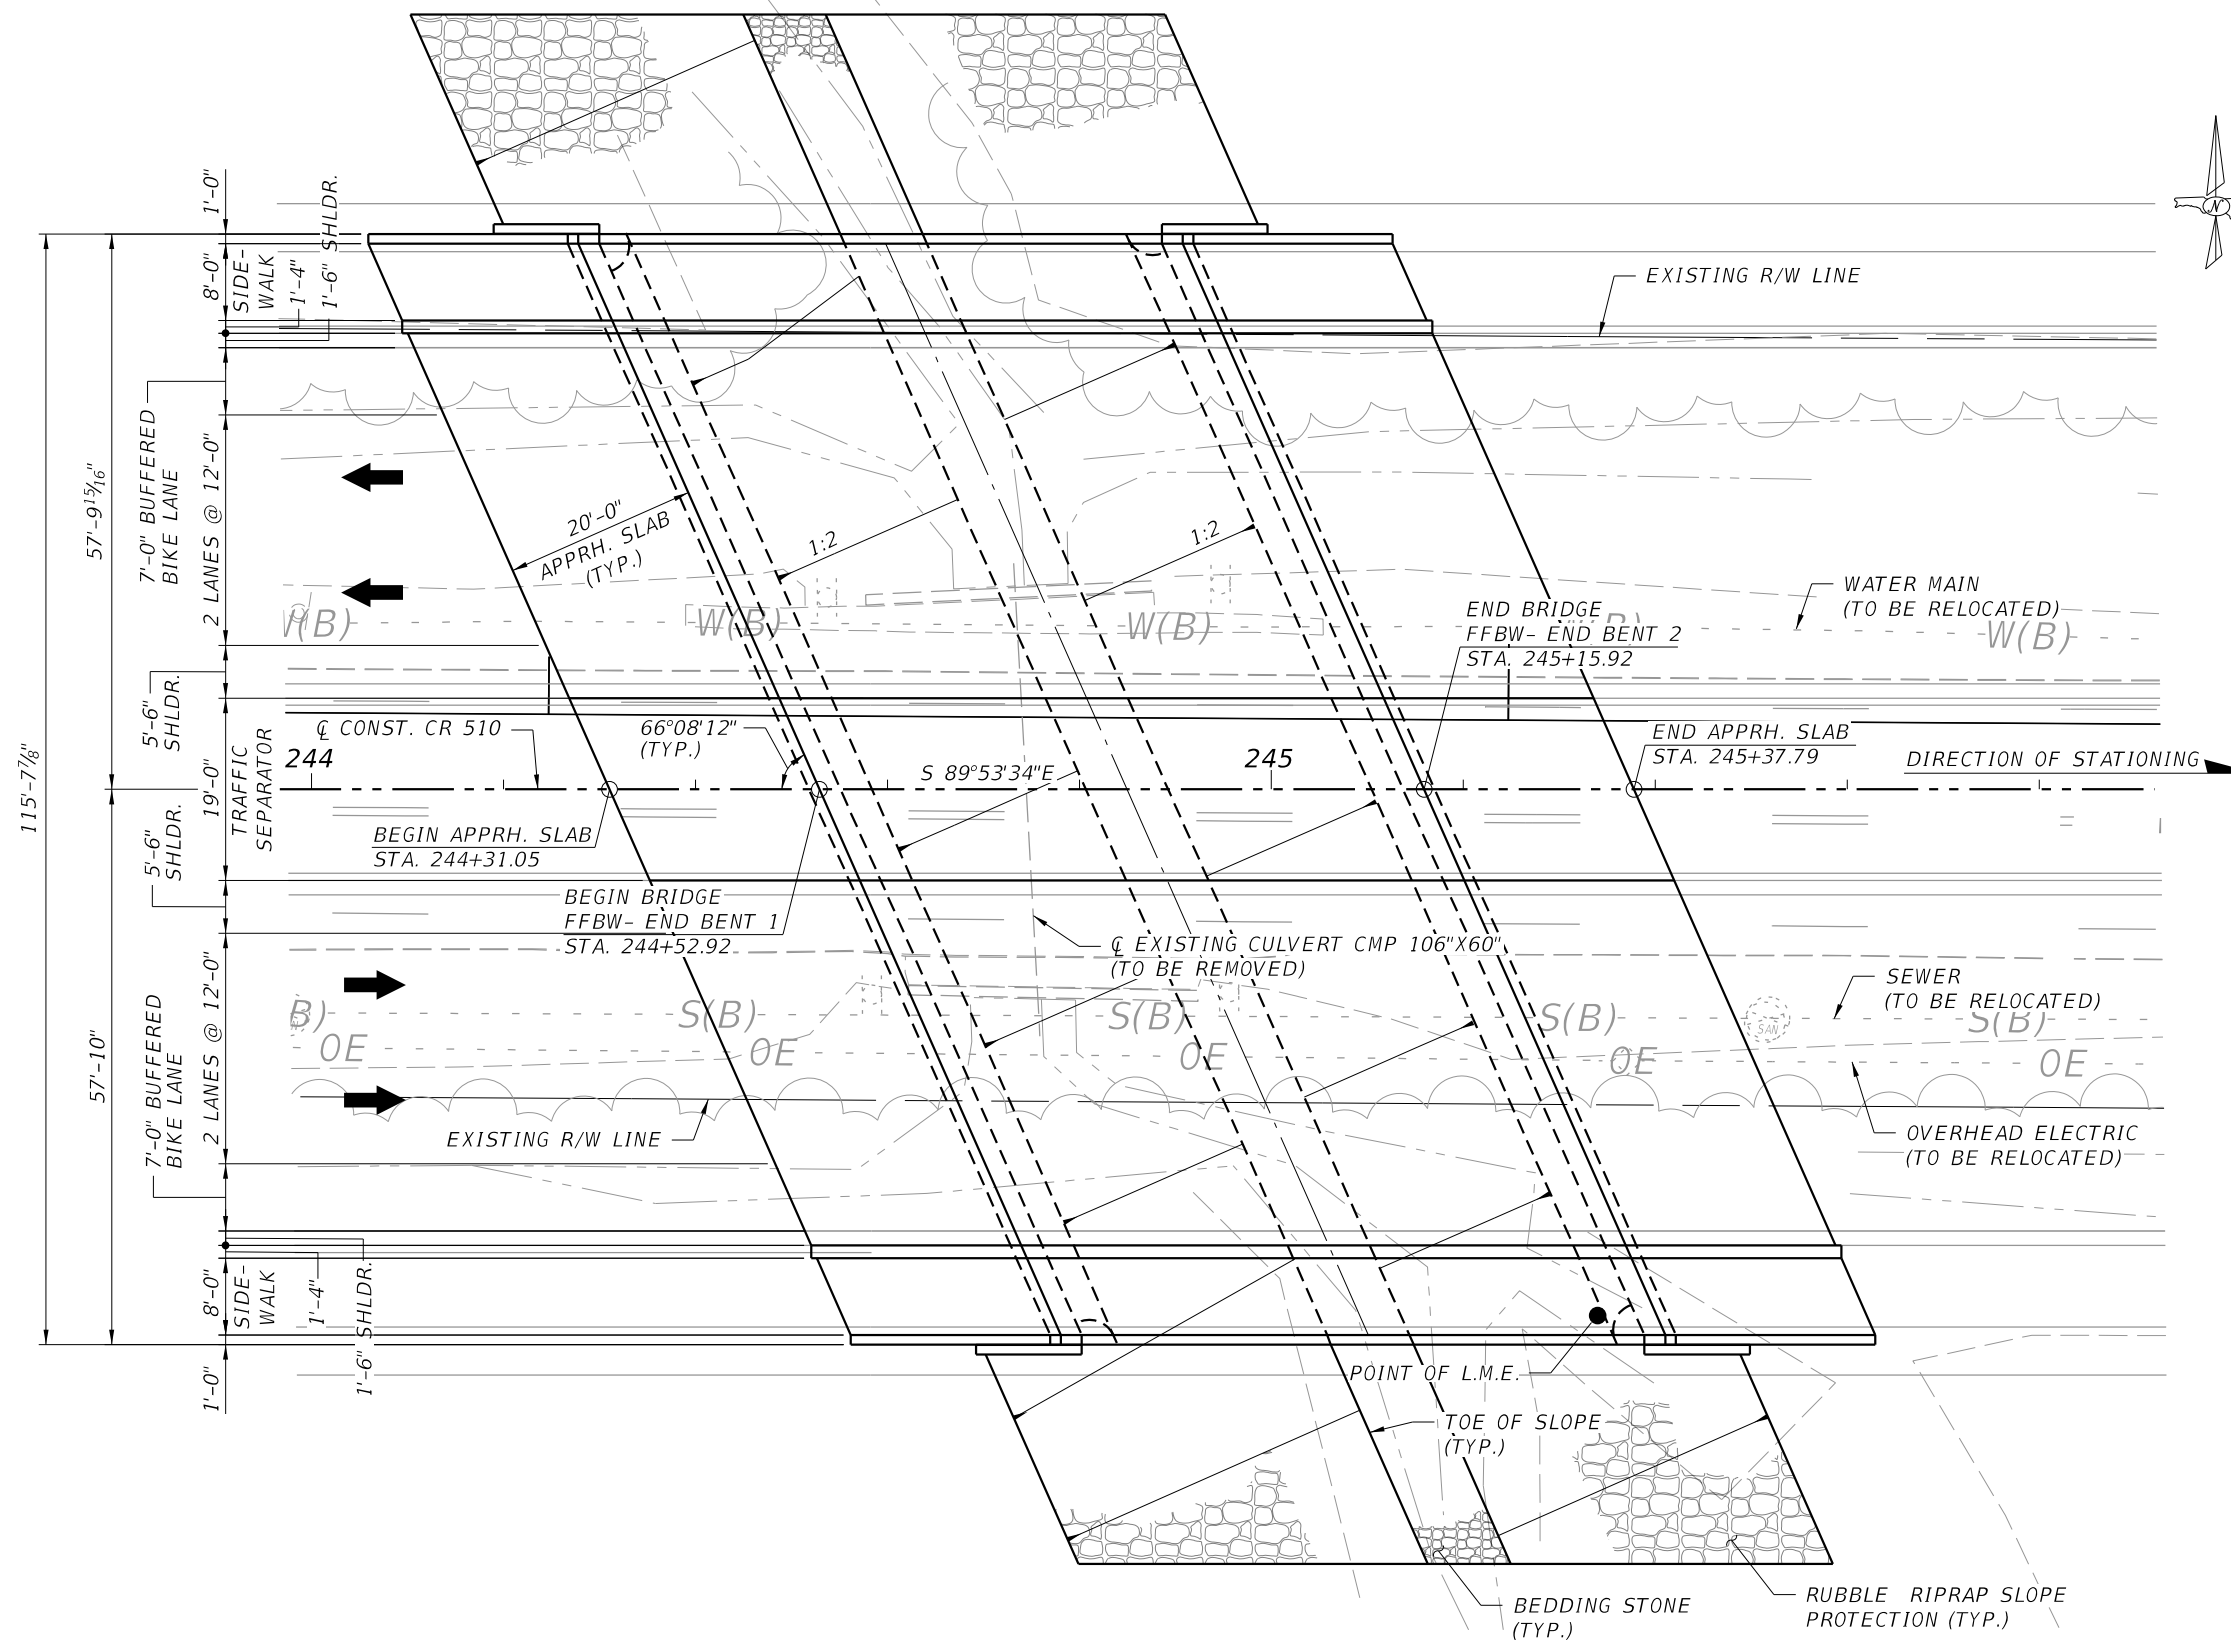 1'-0"
8'-0"
SIDE-
WALK
1'-4"
1'-6" SHLDR.
EXISTING R/W LINE
N
115'-7⅞"
57'-9¹⁵⁄₁₆"
7'-0" BUFFERED
BIKE LANE
2 LANES @ 12'-0"
20'-0"
APPRH. SLAB
(TYP.)
1:2
1:2
WATER MAIN
(TO BE RELOCATED)
W(B)
W(B)
W(B)
END BRIDGE
FFBW- END BENT 2
STA. 245+15.92
5'-6"
SHLDR.
℄ CONST. CR 510
66°08'12"
(TYP.)
244
S 89°53'34"E
245
END APPRH. SLAB
STA. 245+37.79
DIRECTION OF STATIONING
19'-0"
TRAFFIC
SEPARATOR
5'-6"
SHLDR.
BEGIN APPRH. SLAB
STA. 244+31.05
BEGIN BRIDGE
FFBW- END BENT 1
STA. 244+52.92
℄ EXISTING CULVERT CMP 106"X60"
(TO BE REMOVED)
SEWER
(TO BE RELOCATED)
57'-10"
7'-0" BUFFERED
BIKE LANE
2 LANES @ 12'-0"
S(B)
S(B)
S(B)
SAN
S(B)
OE
OE
OE
OE
OE
EXISTING R/W LINE
OVERHEAD ELECTRIC
(TO BE RELOCATED)
8'-0"
SIDE-
WALK
1'-4"
1'-6" SHLDR.
1'-0"
POINT OF L.M.E.
TOE OF SLOPE
(TYP.)
BEDDING STONE
(TYP.)
RUBBLE RIPRAP SLOPE
PROTECTION (TYP.)